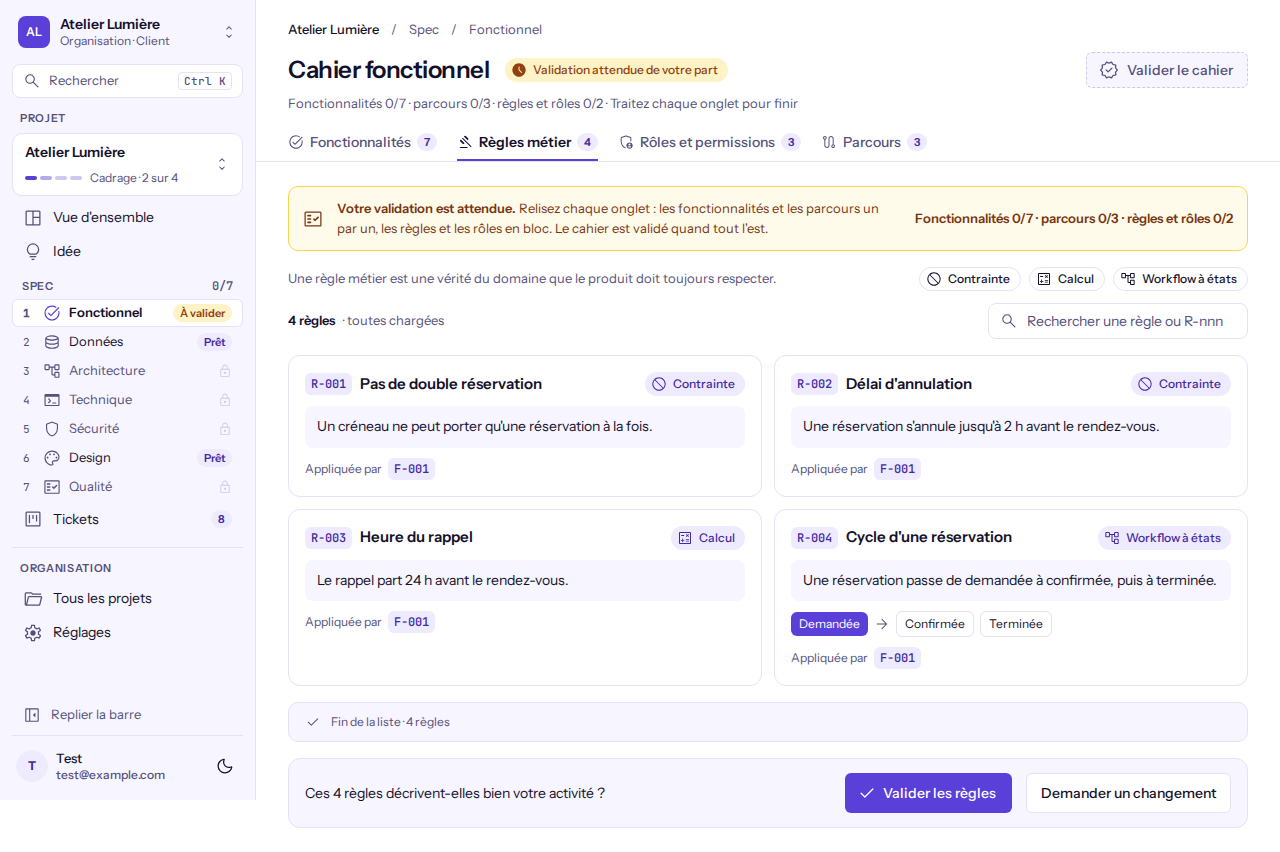 AL
Atelier Lumière
Organisation · Client
Rechercher
Ctrl K
PROJET
Atelier Lumière
Cadrage · 2 sur 4
Vue d'ensemble
Idée
SPEC 0/7
1 Fonctionnel À valider
2 Données Prêt
3 Architecture
4 Technique
5 Sécurité
6 Design Prêt
7 Qualité
Tickets 8
ORGANISATION
Tous les projets
Réglages
Replier la barre
T
Test
test@example.com
Atelier Lumière / Spec / Fonctionnel
Cahier fonctionnel
Validation attendue de votre part
Valider le cahier
Fonctionnalités 0/7 · parcours 0/3 · règles et rôles 0/2 · Traitez chaque onglet pour finir
Fonctionnalités 7
Règles métier 4
Rôles et permissions 3
Parcours 3
Votre validation est attendue. Relisez chaque onglet : les fonctionnalités et les parcours un
par un, les règles et les rôles en bloc. Le cahier est validé quand tout l'est.
Fonctionnalités 0/7 · parcours 0/3 · règles et rôles 0/2
Une règle métier est une vérité du domaine que le produit doit toujours respecter.
Contrainte
Calcul
Workflow à états
4 règles · toutes chargées
Rechercher une règle ou R-nnn
R-001 Pas de double réservation Contrainte
Un créneau ne peut porter qu'une réservation à la fois.
Appliquée par F-001
R-002 Délai d'annulation Contrainte
Une réservation s'annule jusqu'à 2 h avant le rendez-vous.
Appliquée par F-001
R-003 Heure du rappel Calcul
Le rappel part 24 h avant le rendez-vous.
Appliquée par F-001
R-004 Cycle d'une réservation Workflow à états
Une réservation passe de demandée à confirmée, puis à terminée.
Demandée → Confirmée Terminée
Appliquée par F-001
Fin de la liste · 4 règles
Ces 4 règles décrivent-elles bien votre activité ?
Valider les règles
Demander un changement